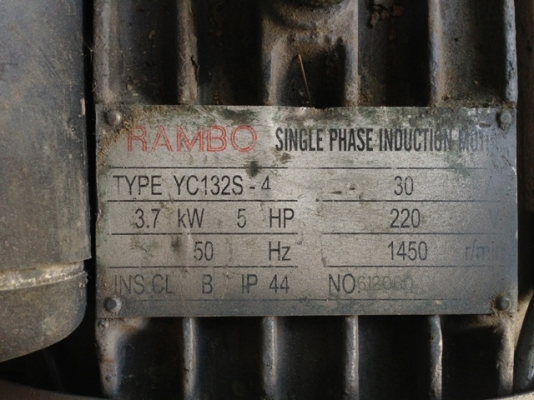 RAMBO SINGLE PHASE INDUCTION
TYPE YC132S-4 30
3.7 kW 5 HP 220
50 Hz 1450 r/min
INS.CL B IP 44 NO